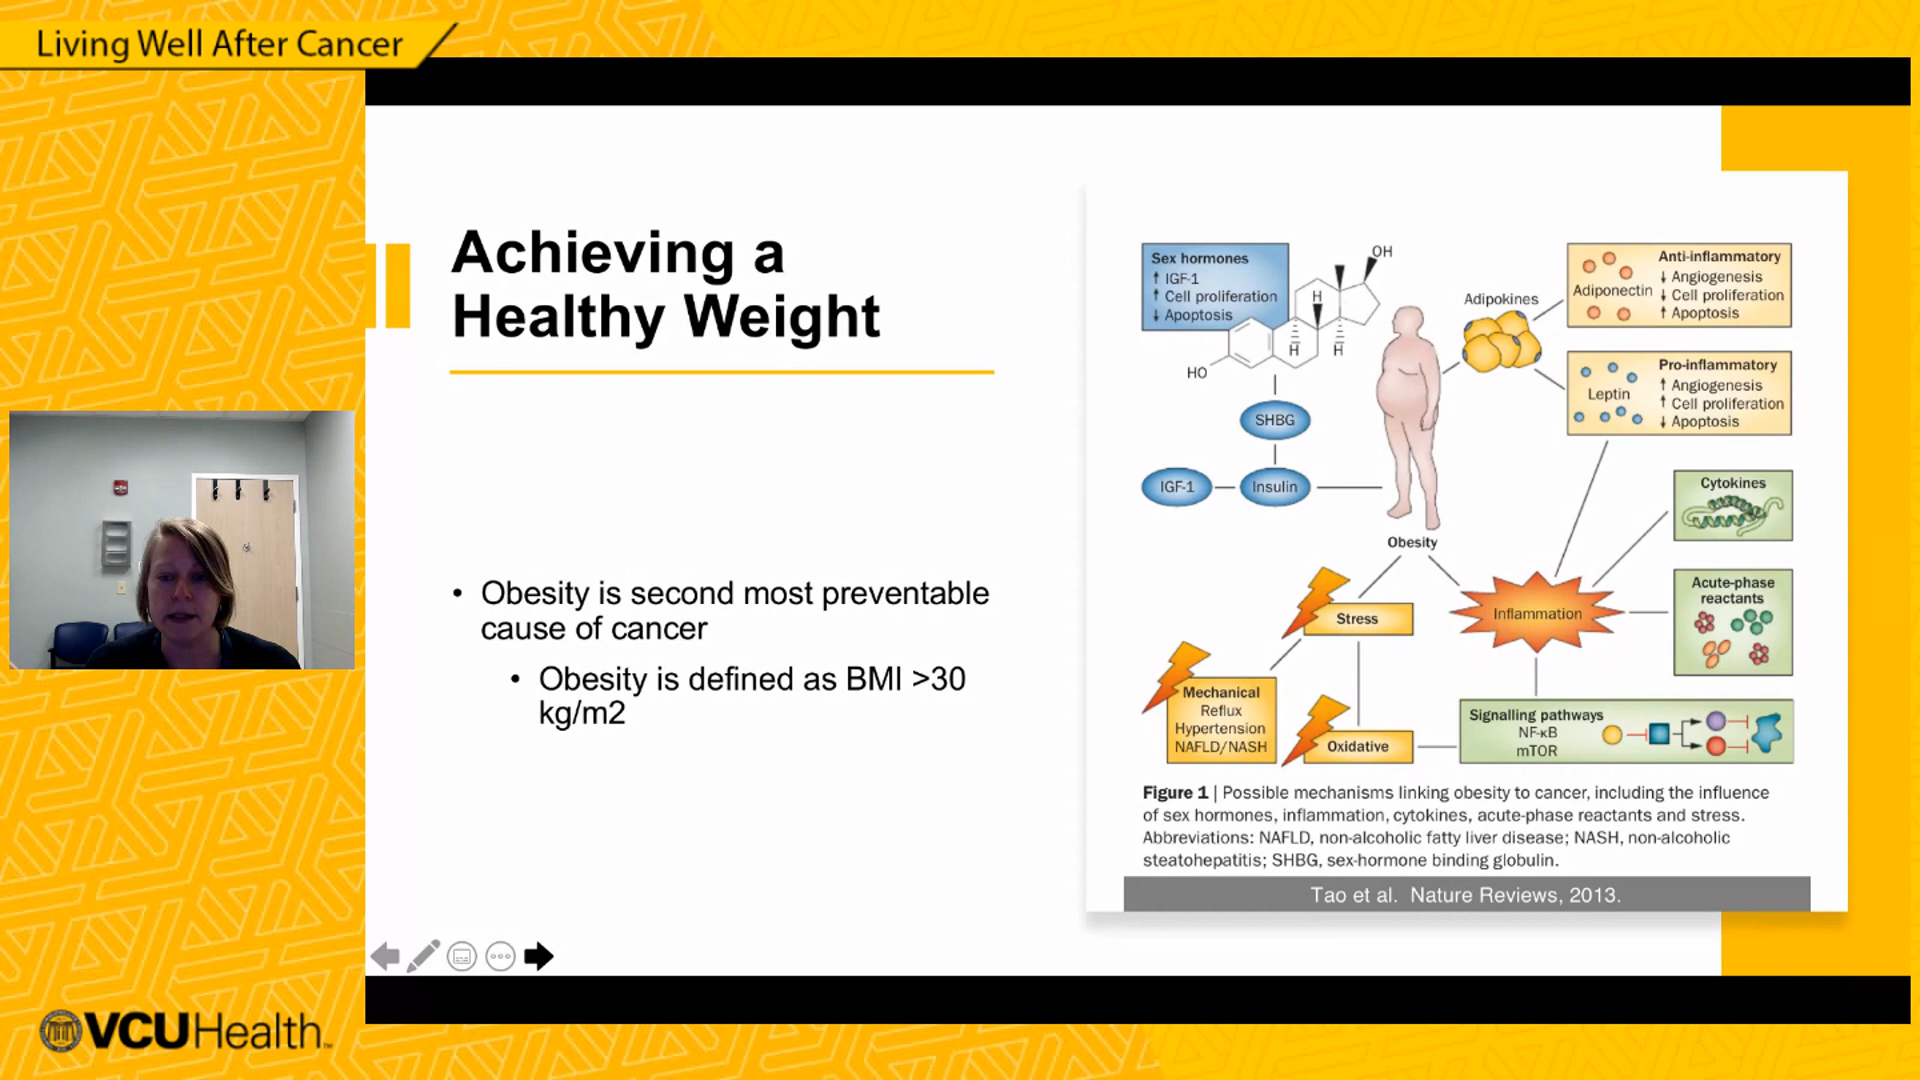 Living Well After Cancer
Achieving a
Healthy Weight
• Obesity is second most preventable
cause of cancer
• Obesity is defined as BMI >30
kg/m2
Sex hormones
↑ IGF-1
↑ Cell proliferation
↓ Apoptosis
OH
H
H
H
HO
SHBG
IGF-1
Insulin
Obesity
Adipokines
Adiponectin
Anti-inflammatory
↓ Angiogenesis
↓ Cell proliferation
↑ Apoptosis
Leptin
Pro-inflammatory
↑ Angiogenesis
↑ Cell proliferation
↓ Apoptosis
Cytokines
Acute-phase
reactants
Inflammation
Stress
Mechanical
Reflux
Hypertension
NAFLD/NASH
Oxidative
Signalling pathways
NF-κB
mTOR
Figure 1 | Possible mechanisms linking obesity to cancer, including the influence
of sex hormones, inflammation, cytokines, acute-phase reactants and stress.
Abbreviations: NAFLD, non-alcoholic fatty liver disease; NASH, non-alcoholic
steatohepatitis; SHBG, sex-hormone binding globulin.
Tao et al. Nature Reviews, 2013.
VCUHealth™